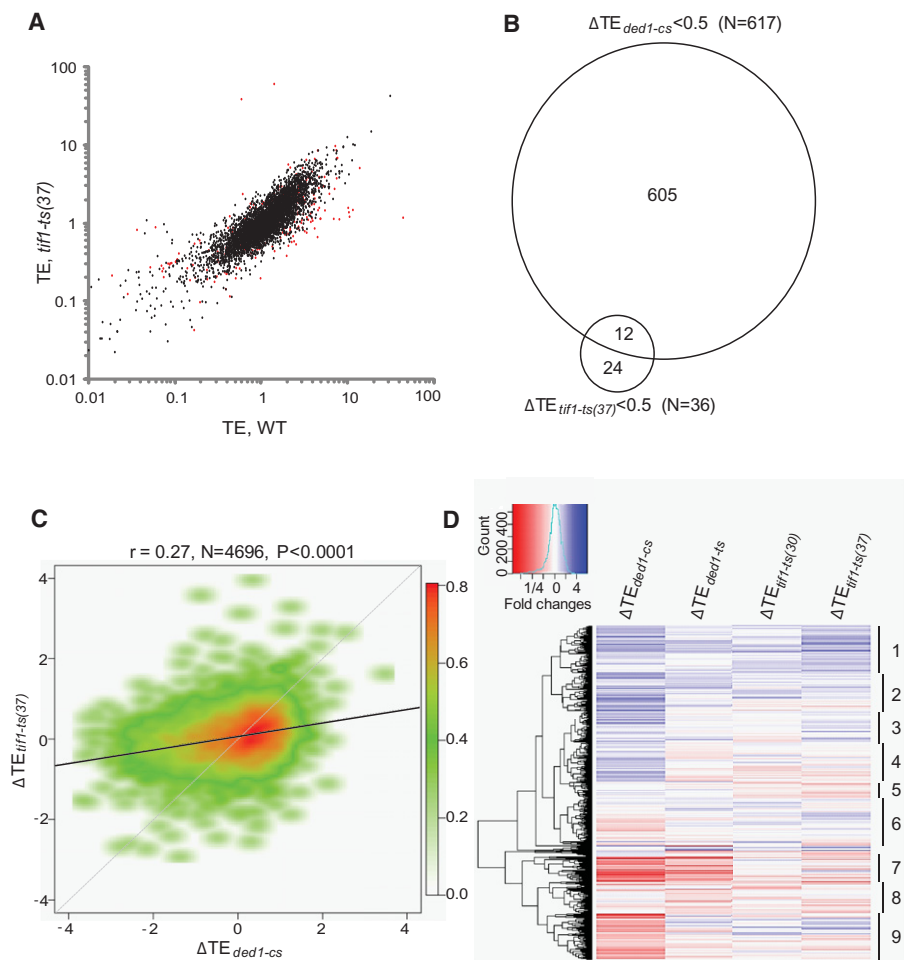 A
100
10
1
0.1
0.01
0.01
0.1
1
10
100
TE, tif1-ts(37)
TE, WT
B
ΔTEded1-cs<0.5 (N=617)
605
12
24
ΔTEtif1-ts(37)<0.5 (N=36)
C
r = 0.27, N=4696, P<0.0001
4
2
0
-2
-4
-4
-2
0
2
4
ΔTEtif1-ts(37)
ΔTEded1-cs
0.8
0.6
0.4
0.2
0.0
D
Count
0 200 400
1/4 0 4
Fold changes
ΔTEded1-cs
ΔTEded1-ts
ΔTEtif1-ts(30)
ΔTEtif1-ts(37)
1
2
3
4
5
6
7
8
9